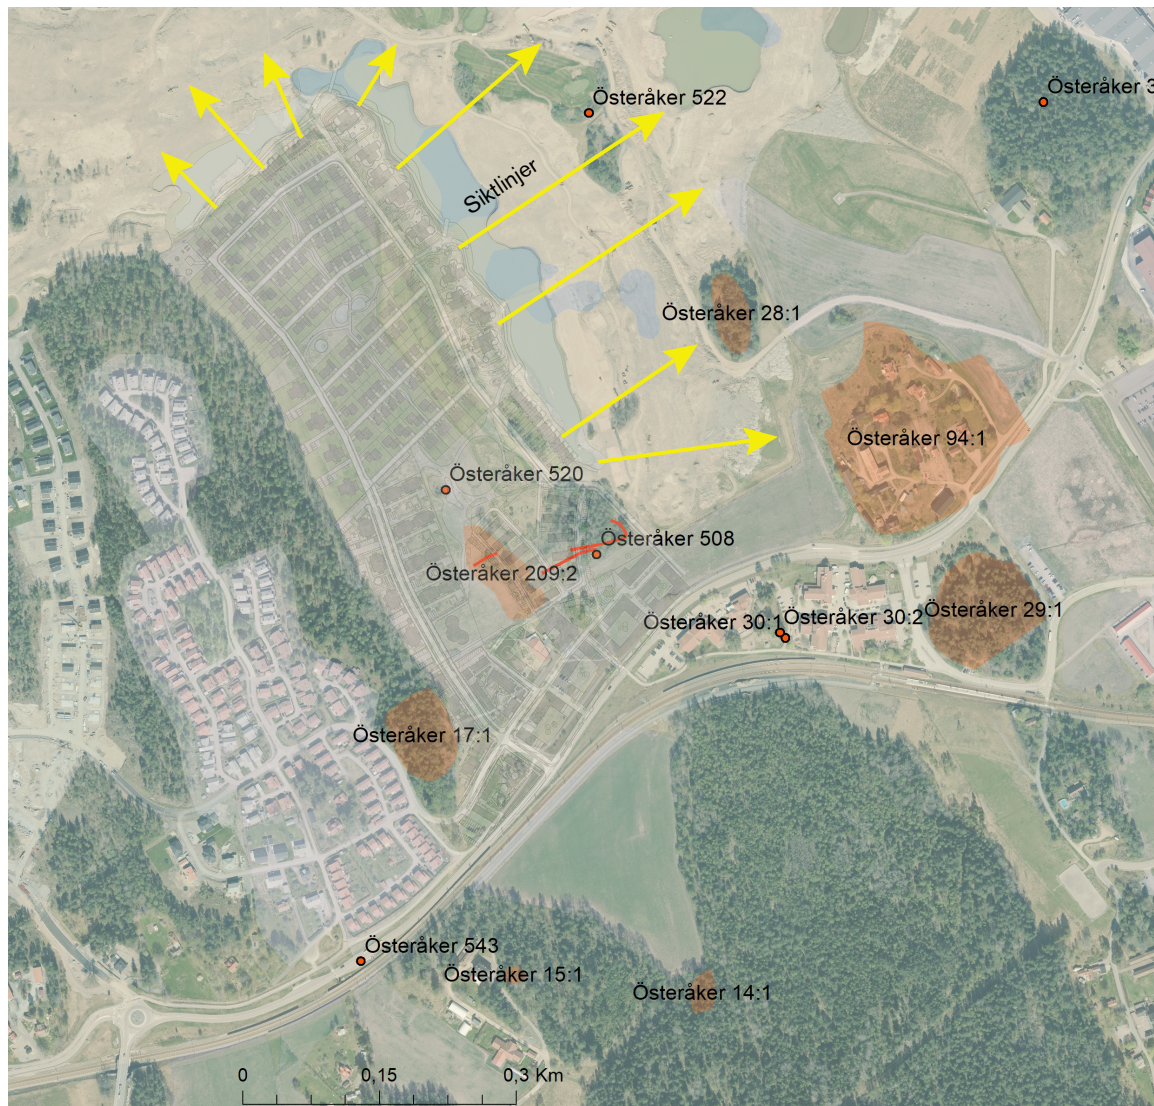 Österåker 3
Österåker 522
Siktlinjer
Österåker 28:1
Österåker 94:1
Österåker 520
Österåker 508
Österåker 209:2
Österåker 29:1
Österåker 30:1
Österåker 30:2
Österåker 17:1
Österåker 543
Österåker 15:1
Österåker 14:1
0 0,15 0,3 Km